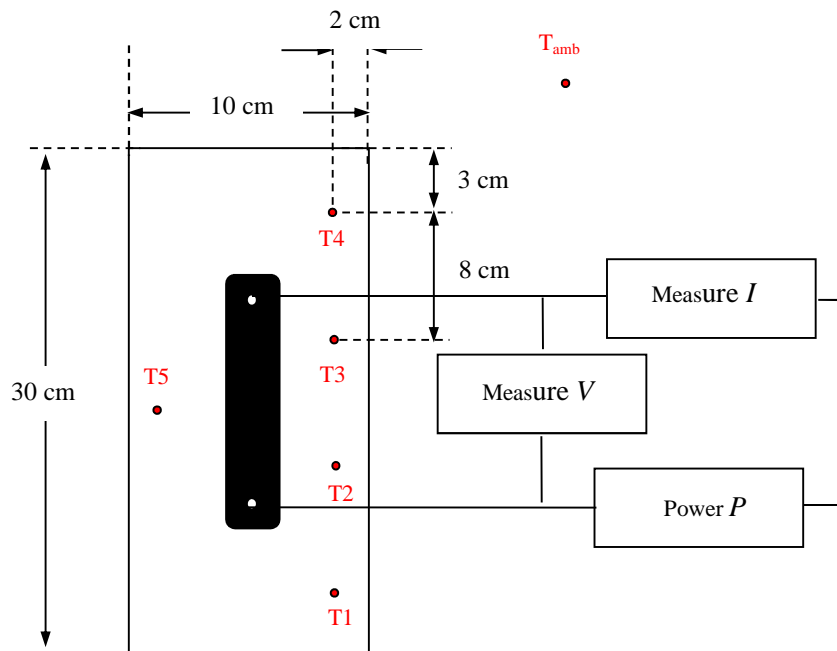 2 cm
T_amb
10 cm
3 cm
T4
8 cm
Measure I
T3
T5
Measure V
30 cm
T2
Power P
T1